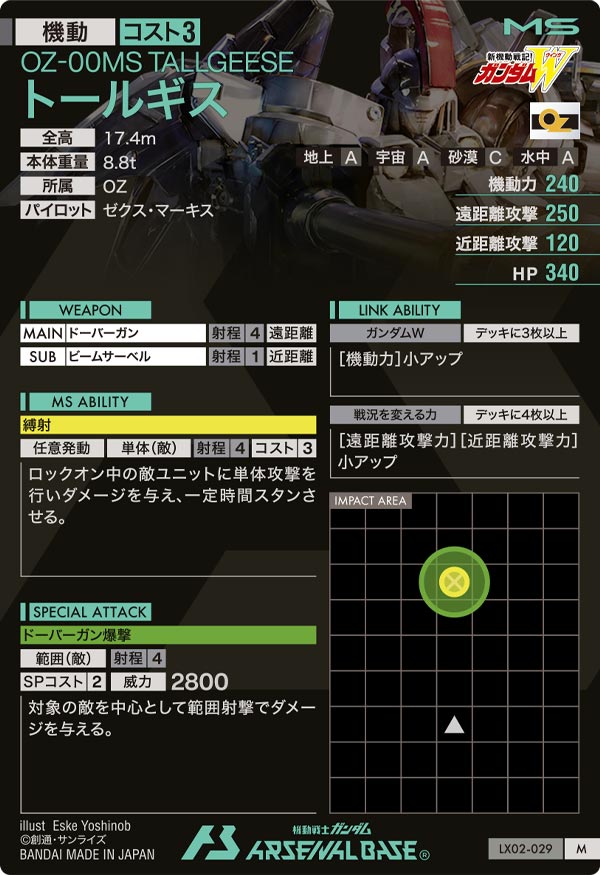 機動 コスト3 MS
OZ-00MS TALLGEESE
トールギス
新機動戦記
ガンダムW
ウイング
OZ
全高 17.4m
本体重量 8.8t
所属 OZ
パイロット ゼクス・マーキス
地上 A 宇宙 A 砂漠 C 水中 A
機動力 240
遠距離攻撃 250
近距離攻撃 120
HP 340
WEAPON
MAIN ドーバーガン 射程 4 遠距離
SUB ビームサーベル 射程 1 近距離
MS ABILITY
縛射
任意発動 単体(敵) 射程 4 コスト 3
ロックオン中の敵ユニットに単体攻撃を
行いダメージを与え、一定時間スタンさ
せる。
SPECIAL ATTACK
ドーバーガン爆撃
範囲(敵) 射程 4
SPコスト 2 威力 2800
対象の敵を中心として範囲射撃でダメー
ジを与える。
LINK ABILITY
ガンダムW デッキに3枚以上
[機動力]小アップ
戦況を変える力 デッキに4枚以上
[遠距離攻撃力][近距離攻撃力]
小アップ
IMPACT AREA
illust Eske Yoshinob
©創通・サンライズ
BANDAI MADE IN JAPAN
機動戦士ガンダム
AB ARSENAL BASE®
LX02-029 M